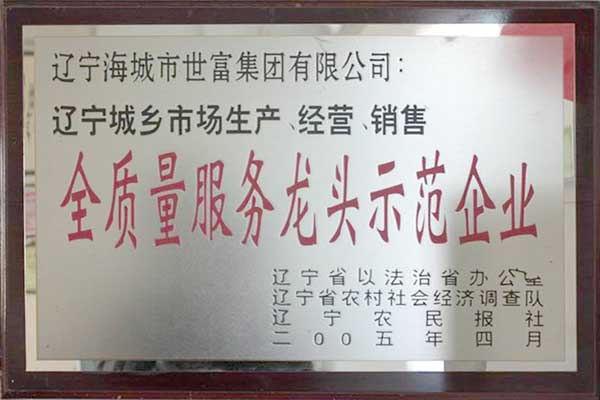 辽宁海城市世富集团有限公司：
辽宁城乡市场生产、经营、销售
全质量服务龙头示范企业
辽宁省以法治省办公室
辽宁省农村社会经济调查队
辽宁农民报社
二00五年四月